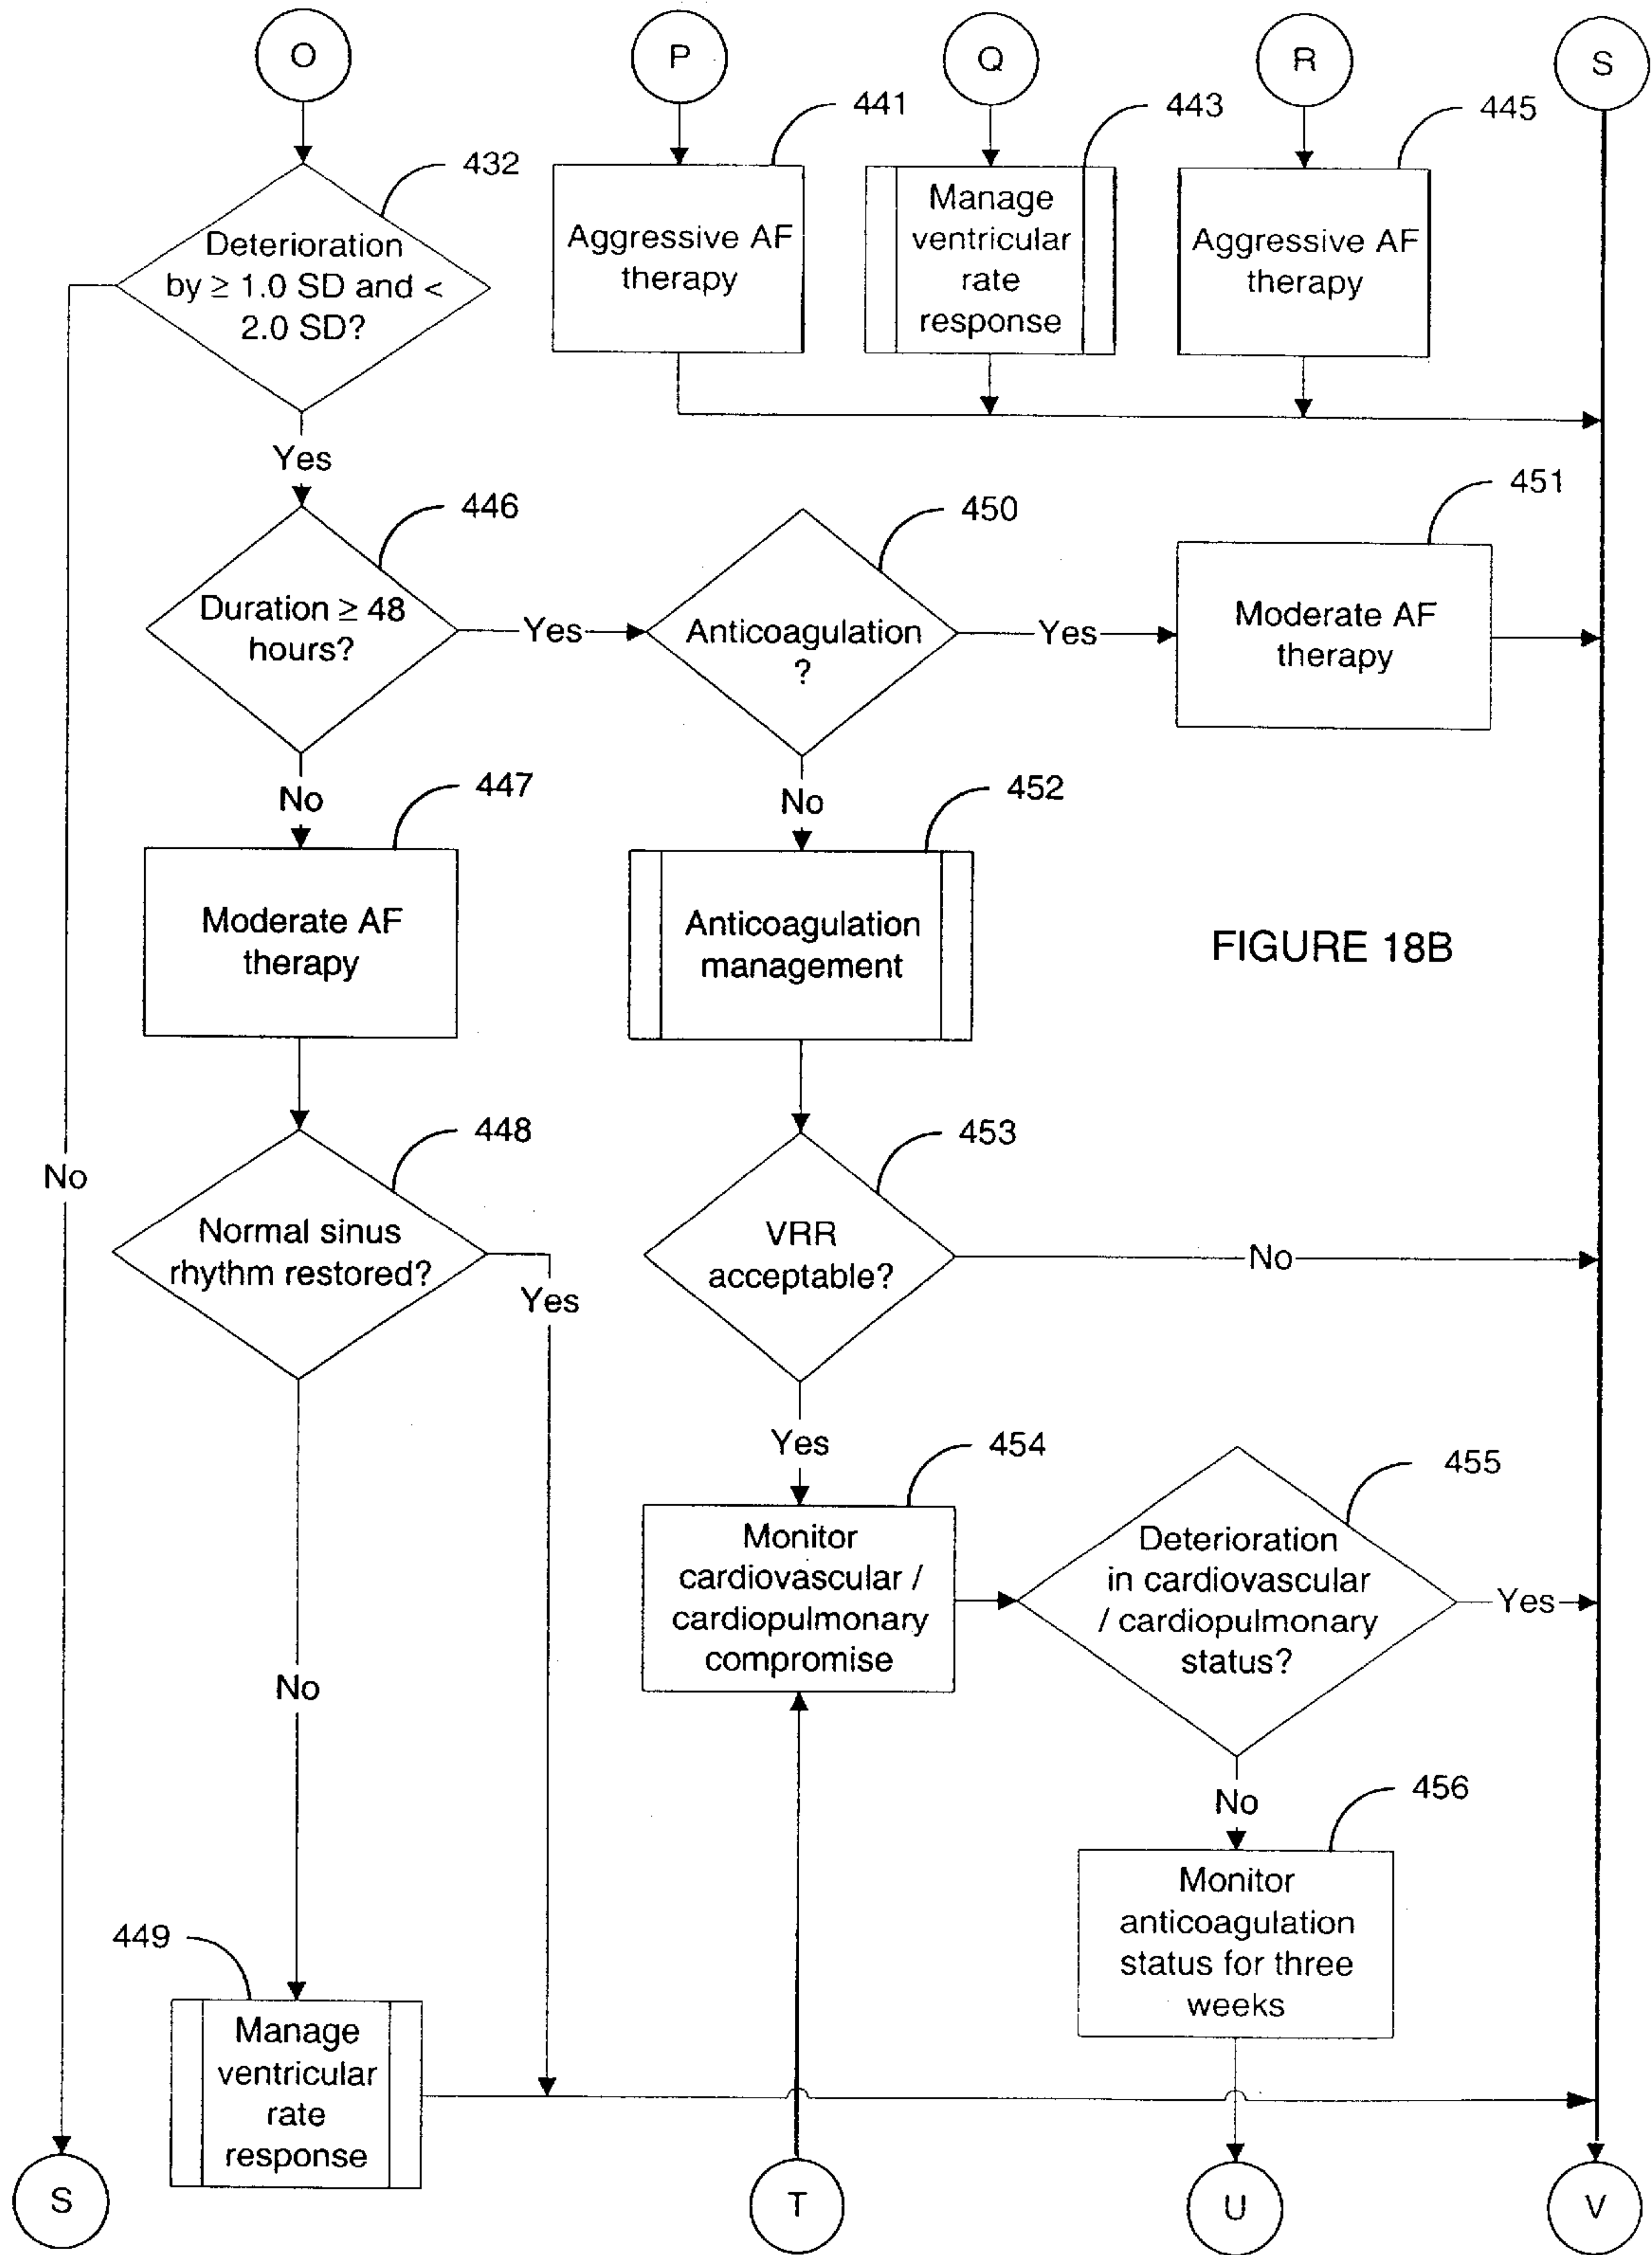 O
P
Q
R
S
441
443
445
432
Deterioration
by ≥ 1.0 SD and <
2.0 SD?
Aggressive AF
therapy
Manage
ventricular
rate
response
Aggressive AF
therapy
Yes
446
450
451
Duration ≥ 48
hours?
Yes
Anticoagulation
?
Yes
Moderate AF
therapy
No
447
No
452
Moderate AF
therapy
Anticoagulation
management
FIGURE 18B
No
448
453
Normal sinus
rhythm restored?
Yes
VRR
acceptable?
No
Yes
454
455
Monitor
cardiovascular /
cardiopulmonary
compromise
Deterioration
in cardiovascular
/ cardiopulmonary
status?
Yes
No
No
456
Monitor
anticoagulation
status for three
weeks
449
Manage
ventricular
rate
response
S
T
U
V